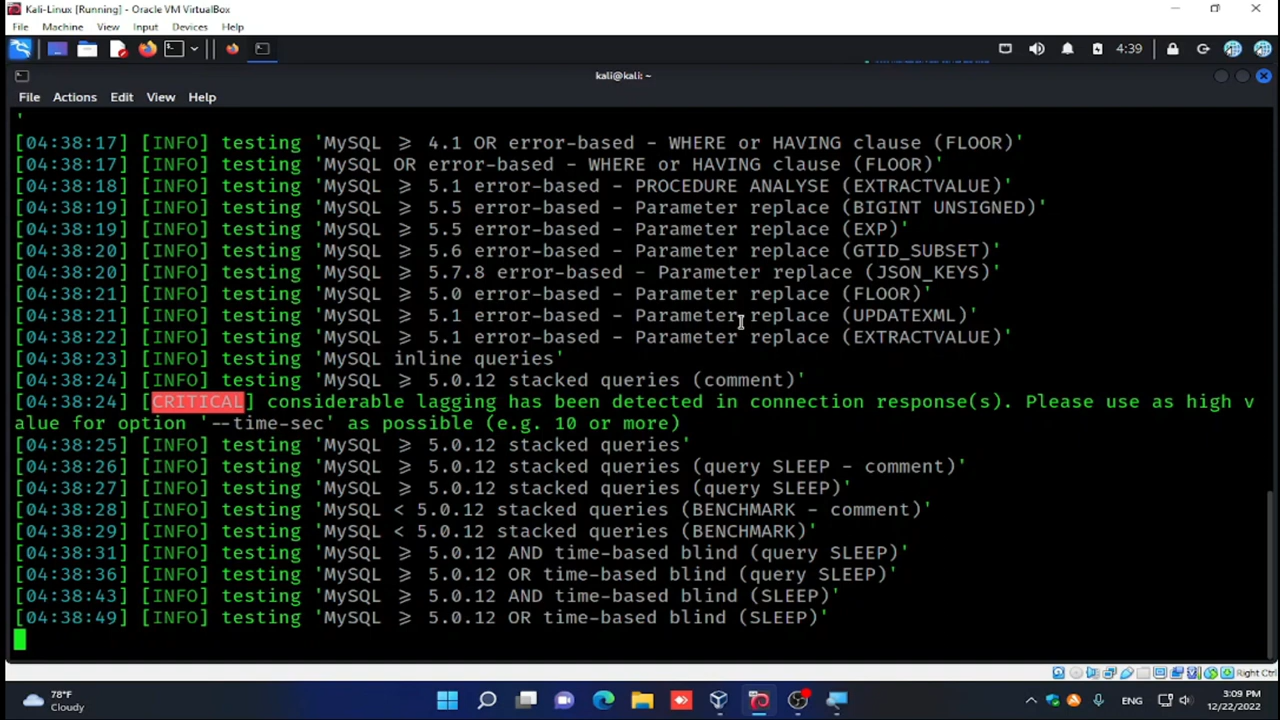 Kali-Linux [Running] - Oracle VM VirtualBox
File Machine View Input Devices Help
4:39
kali@kali: ~
File Actions Edit View Help
'
[04:38:17] [INFO] testing 'MySQL ≥ 4.1 OR error-based - WHERE or HAVING clause (FLOOR)'
[04:38:17] [INFO] testing 'MySQL OR error-based - WHERE or HAVING clause (FLOOR)'
[04:38:18] [INFO] testing 'MySQL ≥ 5.1 error-based - PROCEDURE ANALYSE (EXTRACTVALUE)'
[04:38:19] [INFO] testing 'MySQL ≥ 5.5 error-based - Parameter replace (BIGINT UNSIGNED)'
[04:38:19] [INFO] testing 'MySQL ≥ 5.5 error-based - Parameter replace (EXP)'
[04:38:20] [INFO] testing 'MySQL ≥ 5.6 error-based - Parameter replace (GTID_SUBSET)'
[04:38:20] [INFO] testing 'MySQL ≥ 5.7.8 error-based - Parameter replace (JSON_KEYS)'
[04:38:21] [INFO] testing 'MySQL ≥ 5.0 error-based - Parameter replace (FLOOR)'
[04:38:21] [INFO] testing 'MySQL ≥ 5.1 error-based - Parameter replace (UPDATEXML)'
[04:38:22] [INFO] testing 'MySQL ≥ 5.1 error-based - Parameter replace (EXTRACTVALUE)'
[04:38:23] [INFO] testing 'MySQL inline queries'
[04:38:24] [INFO] testing 'MySQL ≥ 5.0.12 stacked queries (comment)'
[04:38:24] [CRITICAL] considerable lagging has been detected in connection response(s). Please use as high v
alue for option '--time-sec' as possible (e.g. 10 or more)
[04:38:25] [INFO] testing 'MySQL ≥ 5.0.12 stacked queries'
[04:38:26] [INFO] testing 'MySQL ≥ 5.0.12 stacked queries (query SLEEP - comment)'
[04:38:27] [INFO] testing 'MySQL ≥ 5.0.12 stacked queries (query SLEEP)'
[04:38:28] [INFO] testing 'MySQL < 5.0.12 stacked queries (BENCHMARK - comment)'
[04:38:29] [INFO] testing 'MySQL < 5.0.12 stacked queries (BENCHMARK)'
[04:38:31] [INFO] testing 'MySQL ≥ 5.0.12 AND time-based blind (query SLEEP)'
[04:38:36] [INFO] testing 'MySQL ≥ 5.0.12 OR time-based blind (query SLEEP)'
[04:38:43] [INFO] testing 'MySQL ≥ 5.0.12 AND time-based blind (SLEEP)'
[04:38:49] [INFO] testing 'MySQL ≥ 5.0.12 OR time-based blind (SLEEP)'
Right Ctrl
78°F
Cloudy
ENG
3:09 PM
12/22/2022